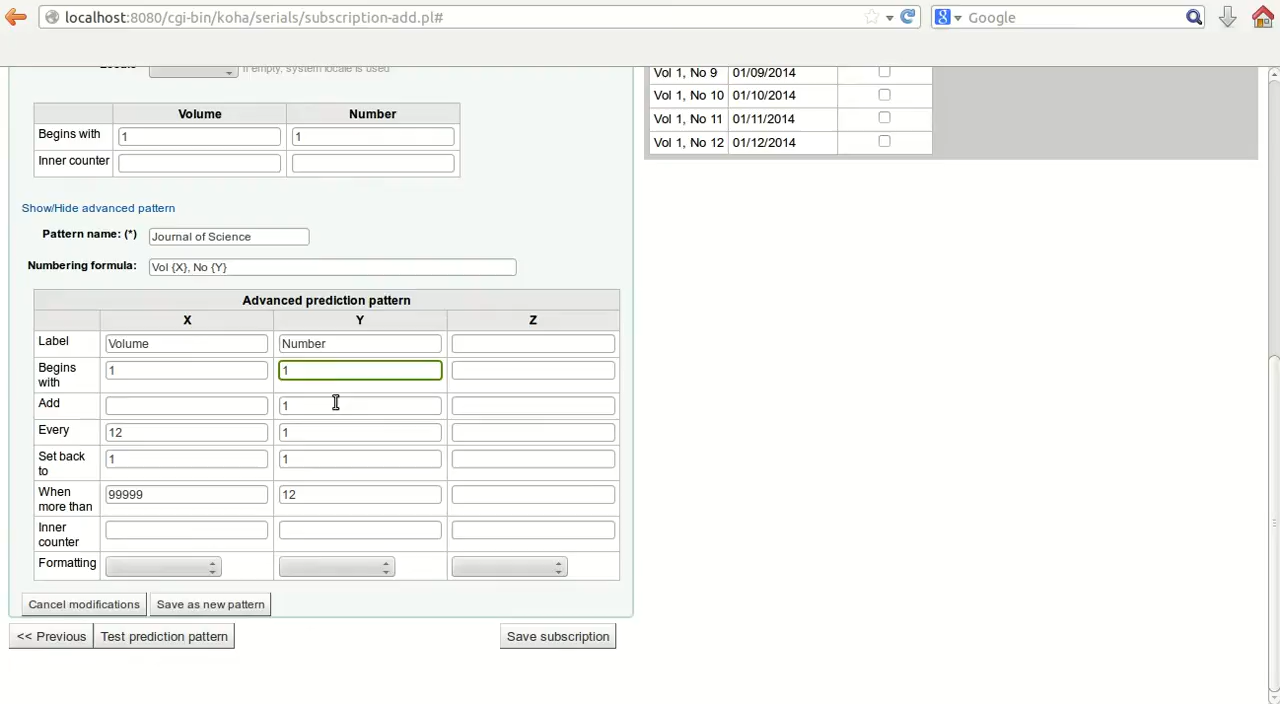 localhost:8080/cgi-bin/koha/serials/subscription-add.pl#
Google
Locale
If empty, system locale is used
Volume Number
Begins with 1 1
Inner counter
Show/Hide advanced pattern
Pattern name: (*) Journal of Science
Numbering formula: Vol {X}, No {Y}
Advanced prediction pattern
X Y Z
Label Volume Number
Begins with 1 1
Add 1
Every 12 1
Set back to 1 1
When more than 99999 12
Inner counter
Formatting
Cancel modifications Save as new pattern
<< Previous Test prediction pattern Save subscription
Vol 1, No 9 01/09/2014
Vol 1, No 10 01/10/2014
Vol 1, No 11 01/11/2014
Vol 1, No 12 01/12/2014